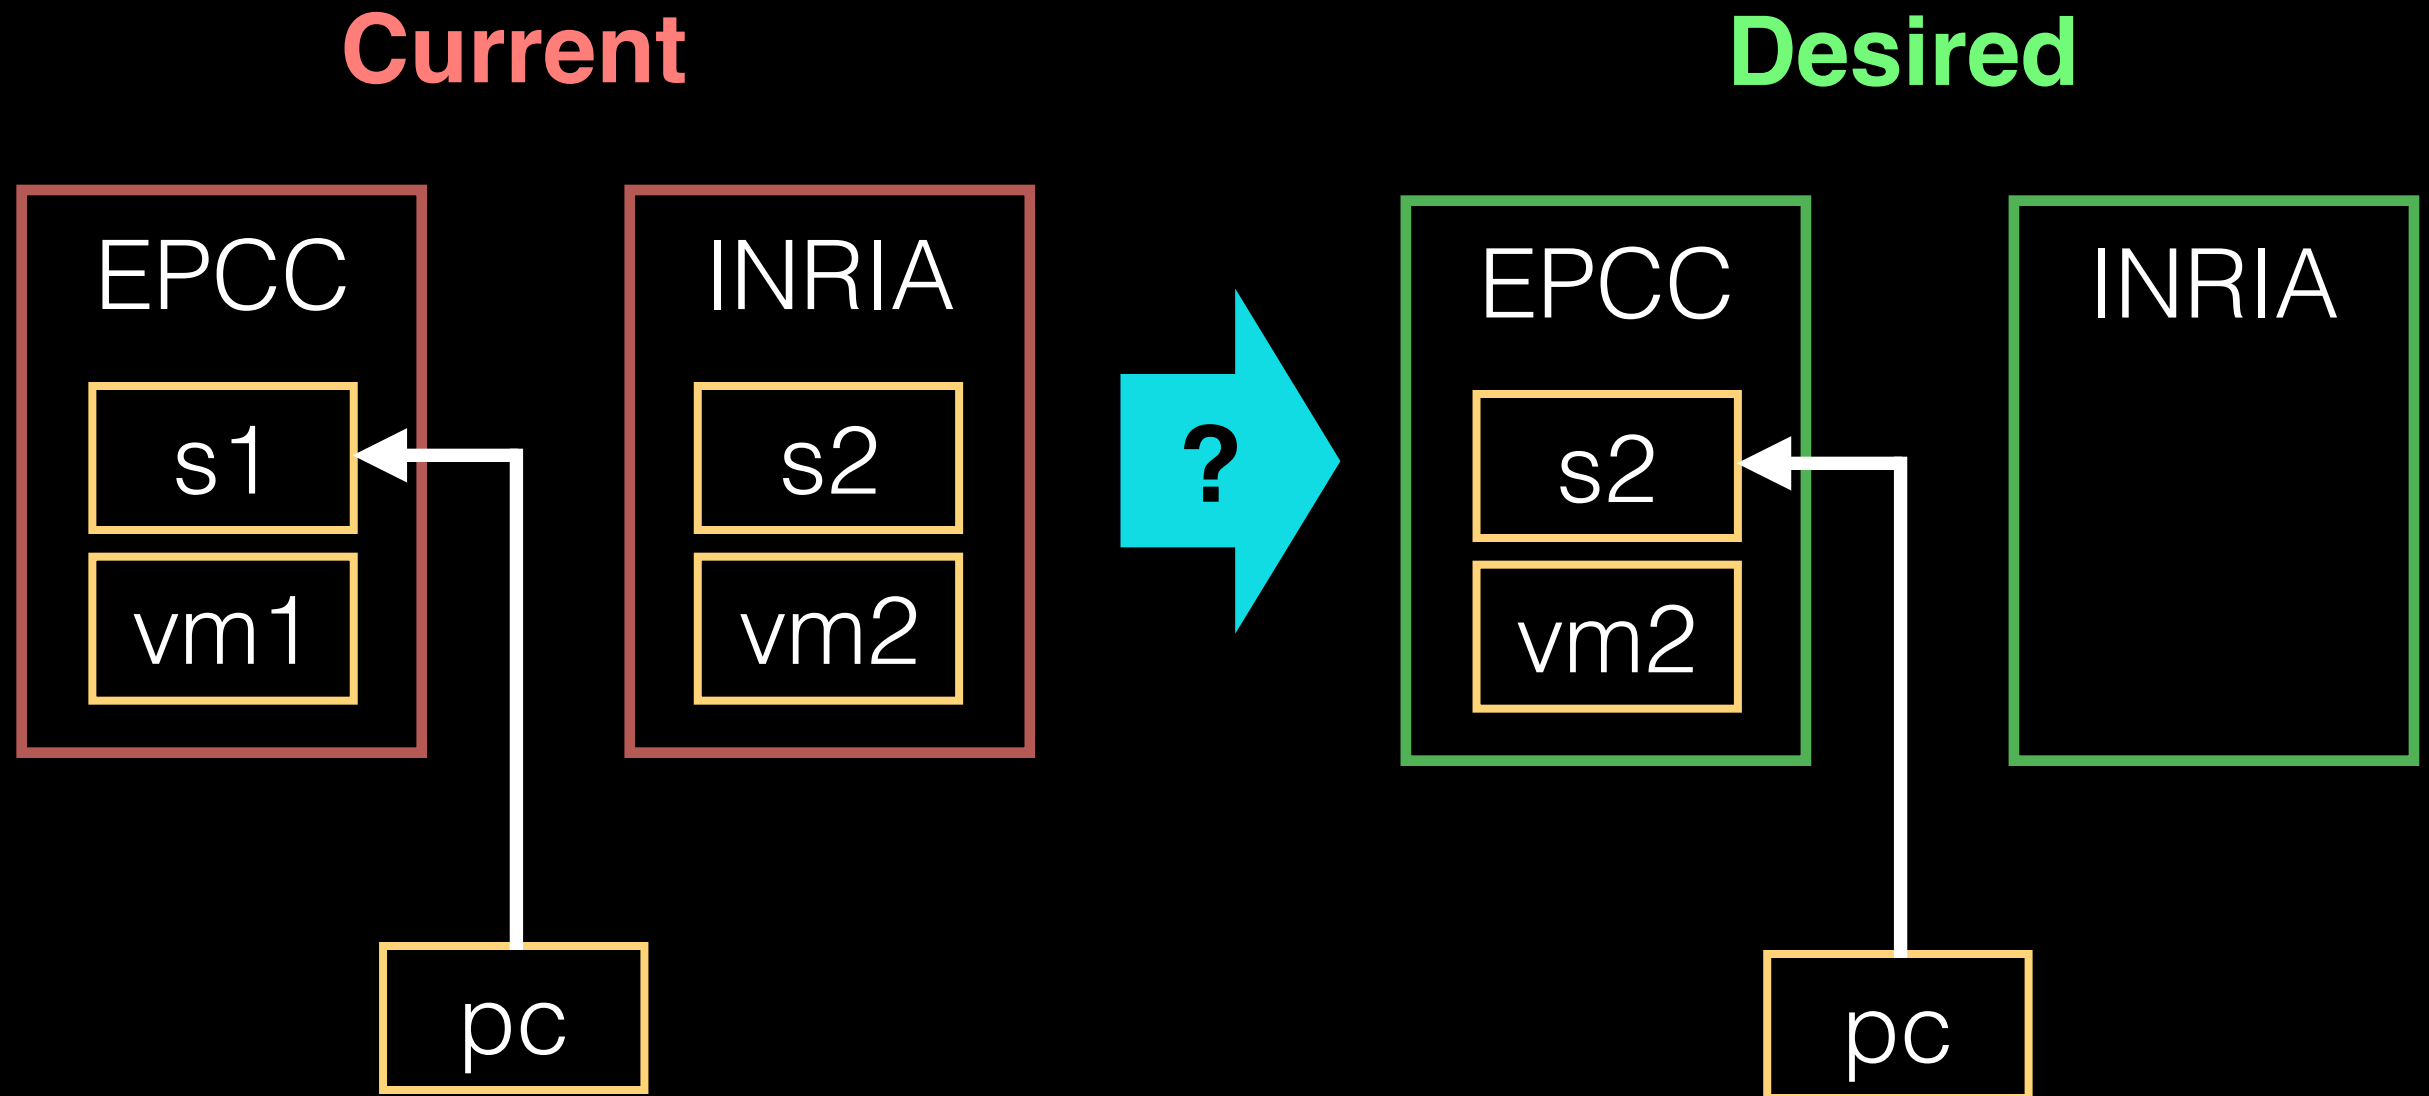 Current
EPCC
s1
vm1
INRIA
s2
vm2
pc
?
Desired
EPCC
s2
vm2
INRIA
pc